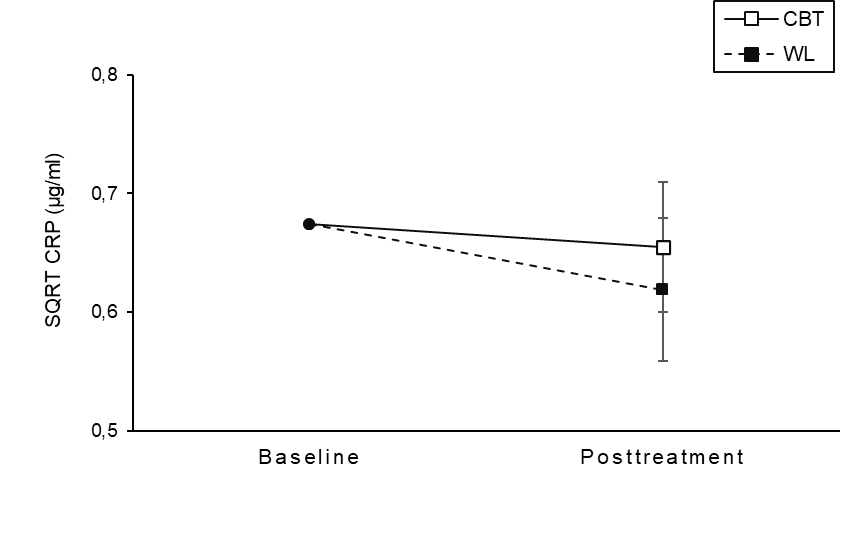 CBT
WL
0,8
0,7
0,6
0,5
SQRT CRP (µg/ml)
Baseline
Posttreatment